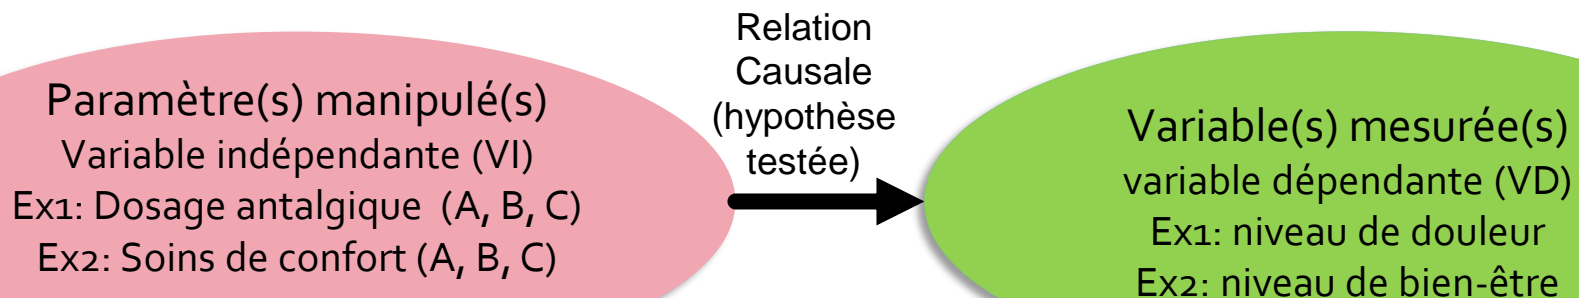 Paramètre(s) manipulé(s)
Variable indépendante (VI)
Ex1: Dosage antalgique (A, B, C)
Ex2: Soins de confort (A, B, C)
Relation
Causale
(hypothèse
testée)
Variable(s) mesurée(s)
variable dépendante (VD)
Ex1: niveau de douleur
Ex2: niveau de bien-être